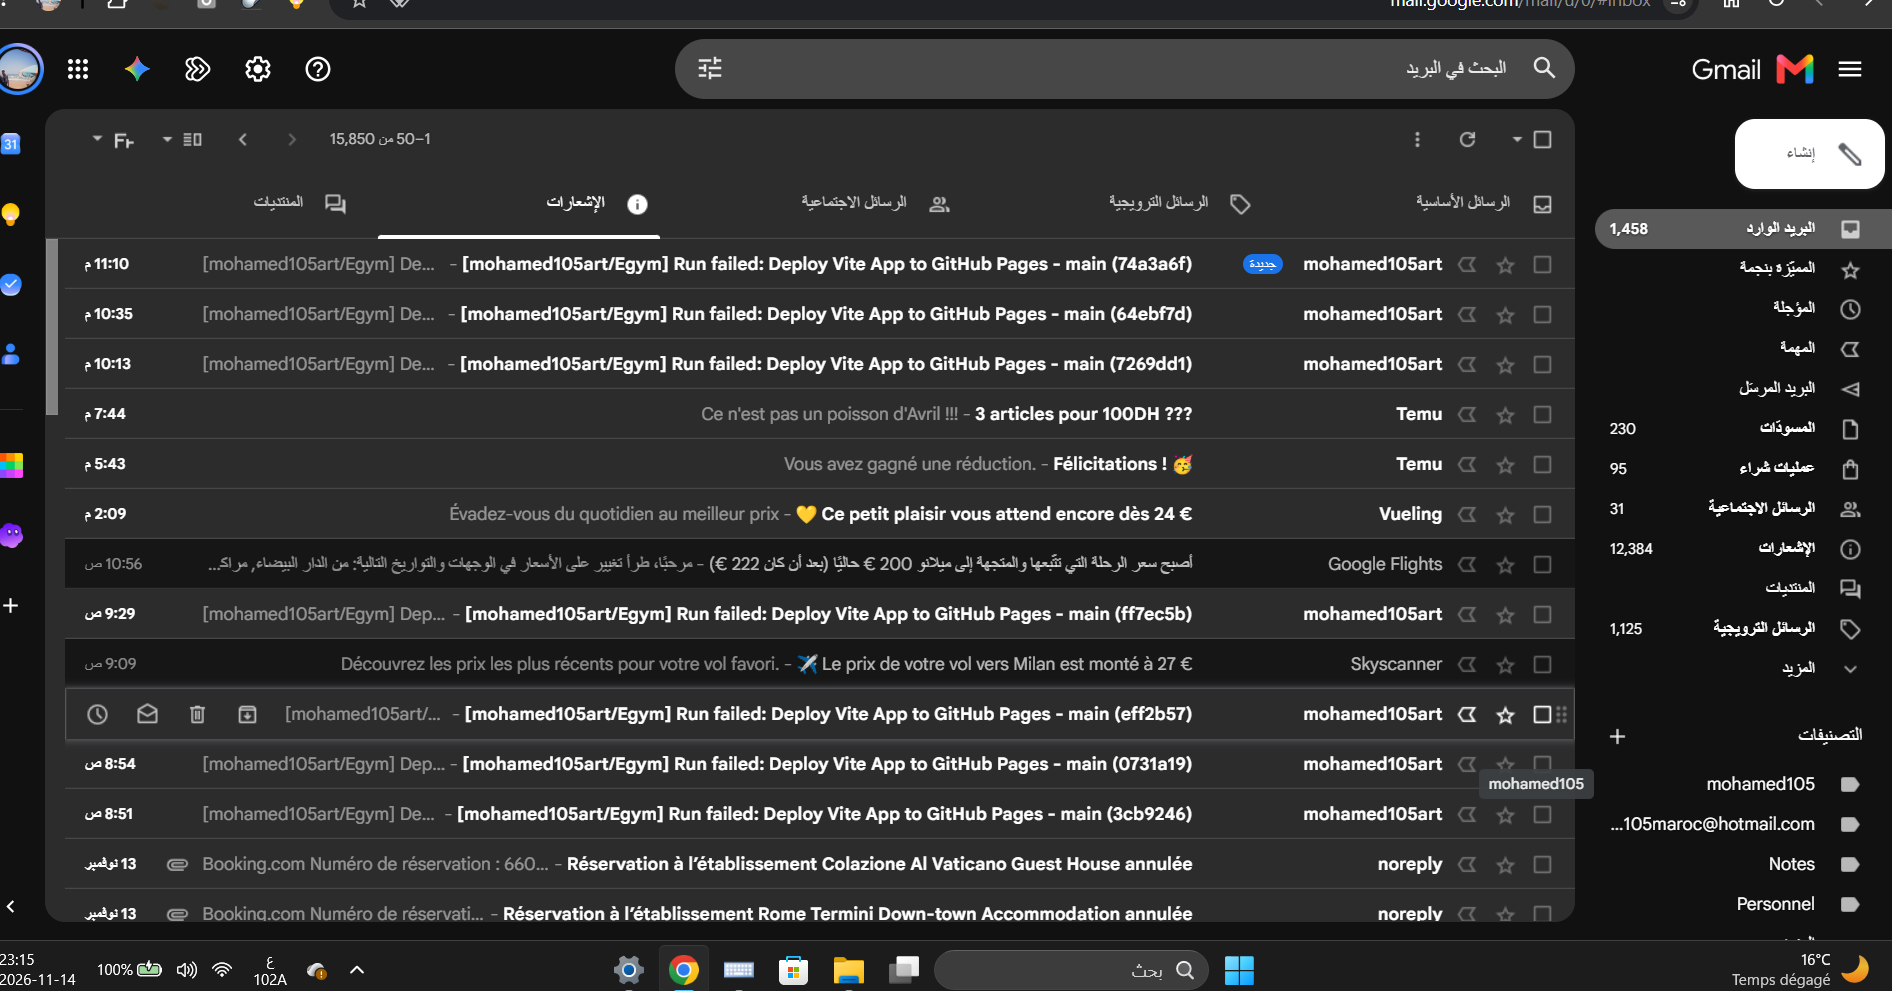 mail.google.com/mail/u/0/#inbox
Gmail
البحث في البريد
إنشاء
البريد الوارد 1,458
المميّزة بنجمة
المؤجلة
المهمة
البريد المرسَل
المسودّات 230
عمليات شراء 95
الرسائل الاجتماعية 31
الإشعارات 12,384
المنتديات
الرسائل الترويجية 1,125
المزيد
التصنيفات
mohamed105
...105maroc@hotmail.com
Notes
Personnel
1–50 من 15,850
الرسائل الأساسية
الرسائل الترويجية
الرسائل الاجتماعية
الإشعارات
المنتديات
mohamed105art جديدة [mohamed105art/Egym] Run failed: Deploy Vite App to GitHub Pages - main (74a3a6f) - [mohamed105art/Egym] De... 11:10 م
mohamed105art [mohamed105art/Egym] Run failed: Deploy Vite App to GitHub Pages - main (64ebf7d) - [mohamed105art/Egym] De... 10:35 م
mohamed105art [mohamed105art/Egym] Run failed: Deploy Vite App to GitHub Pages - main (7269dd1) - [mohamed105art/Egym] De... 10:13 م
Temu 3 articles pour 100DH ??? - Ce n'est pas un poisson d'Avril !!! 7:44 م
Temu Félicitations ! 🥳 - Vous avez gagné une réduction. 5:43 م
Vueling Ce petit plaisir vous attend encore dès 24 € 💛 - Évadez-vous du quotidien au meilleur prix 2:09 م
Google Flights أصبح سعر الرحلة التي تتّبعها والمتجهة إلى ميلانو 200 € حاليًا (بعد أن كان 222 €) - مرحبًا، طرأ تغيير على الأسعار في الوجهات والتواريخ التالية: من الدار البيضاء, مراك... 10:56 ص
mohamed105art [mohamed105art/Egym] Run failed: Deploy Vite App to GitHub Pages - main (ff7ec5b) - [mohamed105art/Egym] Dep... 9:29 ص
Skyscanner Le prix de votre vol vers Milan est monté à 27 € ✈️ - Découvrez les prix les plus récents pour votre vol favori. 9:09 ص
mohamed105art [mohamed105art/Egym] Run failed: Deploy Vite App to GitHub Pages - main (eff2b57) - [mohamed105art/...
mohamed105art [mohamed105art/Egym] Run failed: Deploy Vite App to GitHub Pages - main (0731a19) - [mohamed105art/Egym] Dep... 8:54 ص
mohamed105
mohamed105art [mohamed105art/Egym] Run failed: Deploy Vite App to GitHub Pages - main (3cb9246) - [mohamed105art/Egym] De... 8:51 ص
noreply Réservation à l'établissement Colazione Al Vaticano Guest House annulée - Booking.com Numéro de réservation : 660... 13 نوفمبر
noreply Réservation à l'établissement Rome Termini Down-town Accommodation annulée - Booking.com Numéro de réservati... 13 نوفمبر
31
23:15
2026-11-14
100%
ع
102A
بحث
16°C
Temps dégagé